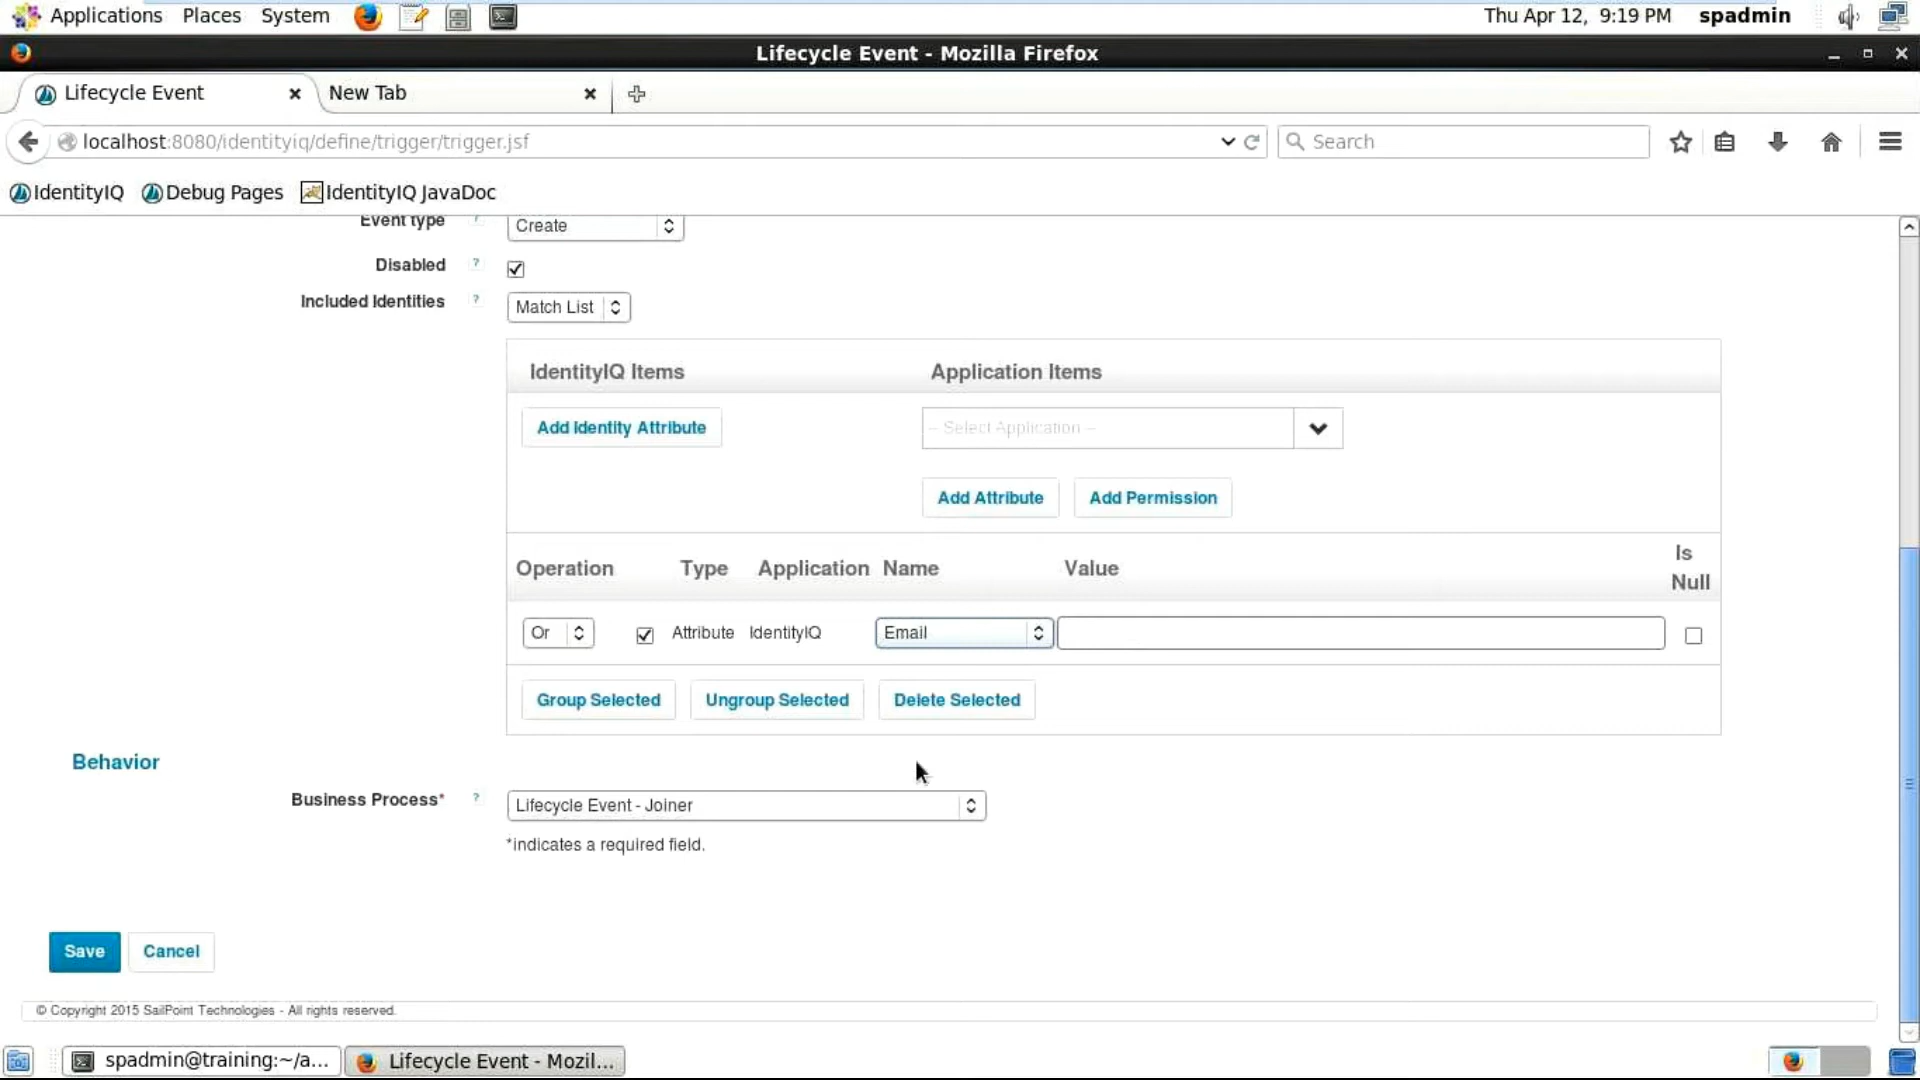 Applications Places System Thu Apr 12, 9:19 PM spadmin
Lifecycle Event - Mozilla Firefox
Lifecycle Event New Tab
localhost:8080/identityiq/define/trigger/trigger.jsf Search
IdentityIQ Debug Pages IdentityIQ JavaDoc
Event type ? Create
Disabled ?
Included Identities ? Match List
IdentityIQ Items Application Items
Add Identity Attribute -- Select Application --
Add Attribute Add Permission
Operation Type Application Name Value Is
Null
Or Attribute IdentityIQ Email
Group Selected Ungroup Selected Delete Selected
Behavior
Business Process* ? Lifecycle Event - Joiner
*indicates a required field.
Save Cancel
© Copyright 2015 SailPoint Technologies - All rights reserved.
spadmin@training:~/a... Lifecycle Event - Mozil...